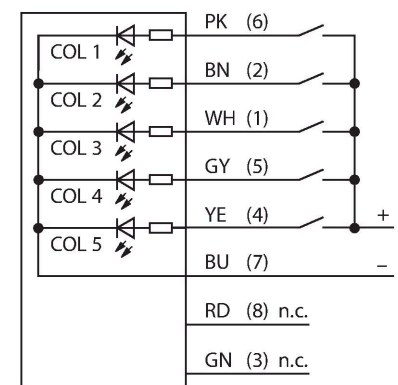 PK (6)
COL 1
BN (2)
COL 2
WH (1)
COL 3
GY (5)
COL 4
YE (4)
+
COL 5
BU (7)
–
RD (8) n.c.
GN (3) n.c.